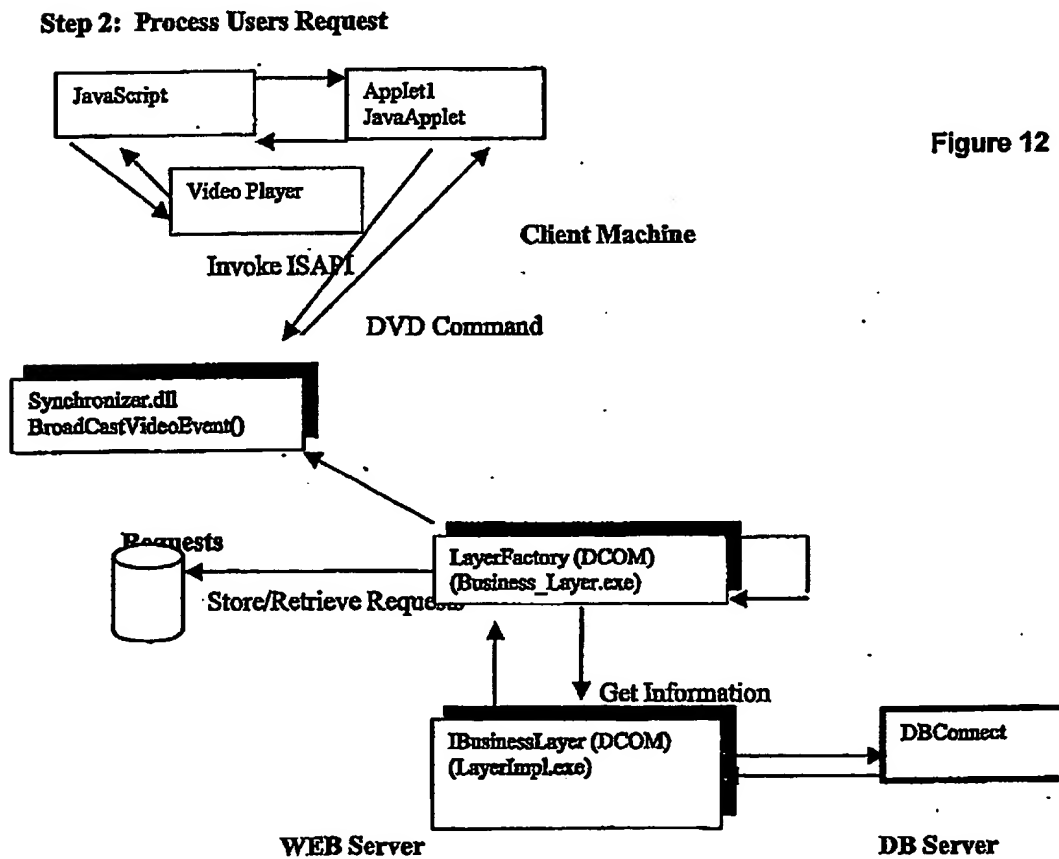 Step 2: Process Users Request
JavaScript
Applet1
JavaApplet
Figure 12
Video Player
Client Machine
Invoke ISAPI
DVD Command
Synchronizer.dll
BroadCastVideoEvent()
Requests
LayerFactory (DCOM)
(Business_Layer.exe)
Store/Retrieve Requests
Get Information
IBusinessLayer (DCOM)
(LayerImpl.exe)
DBConnect
WEB Server
DB Server